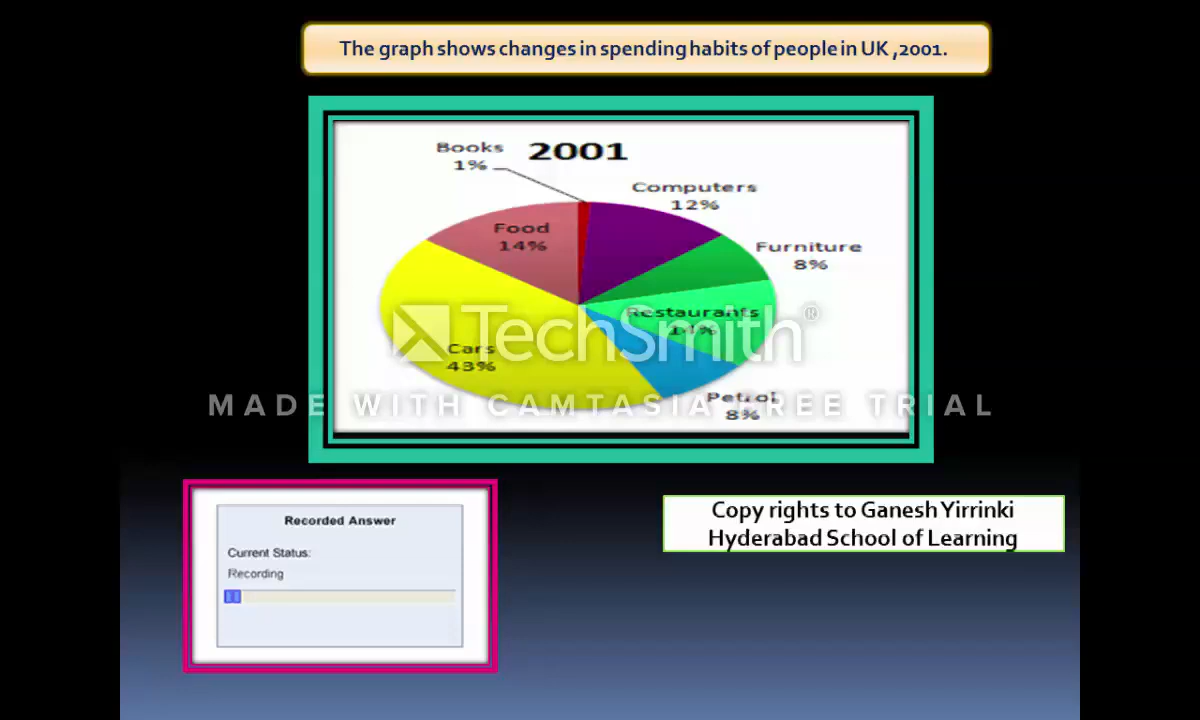 The graph shows changes in spending habits of people in UK ,2001.
2001
Books
1%
Computers
12%
Food
14%
Furniture
8%
Restaurants
14%
TechSmith®
Cars
43%
Petrol
8%
MADE WITH CAMTASIA FREE TRIAL
Recorded Answer
Current Status:
Recording
Copy rights to Ganesh Yirrinki
Hyderabad School of Learning